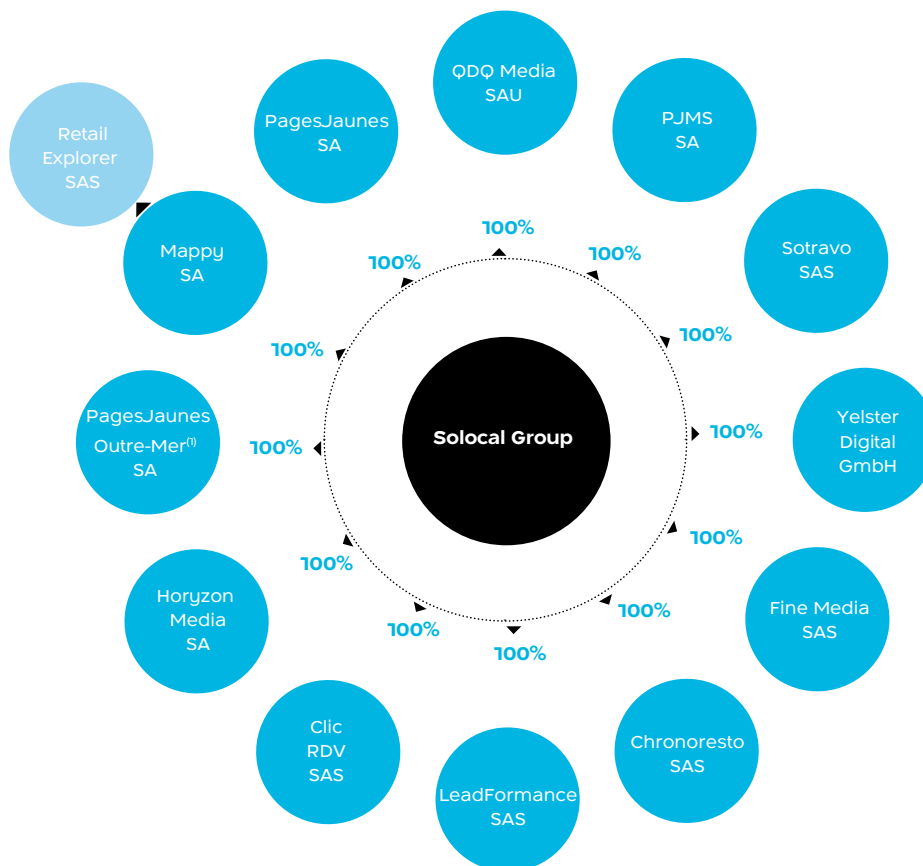 QDQ Media
SAU
PJMS
SA
Sotravo
SAS
Yelster
Digital
GmbH
Fine Media
SAS
Chronoresto
SAS
LeadFormance
SAS
Clic
RDV
SAS
Horyzon
Media
SA
PagesJaunes
Outre-Mer(1)
SA
Mappy
SA
Retail
Explorer
SAS
PagesJaunes
SA
100%
100%
100%
100%
100%
100%
100%
100%
100%
100%
100%
100%
Solocal Group